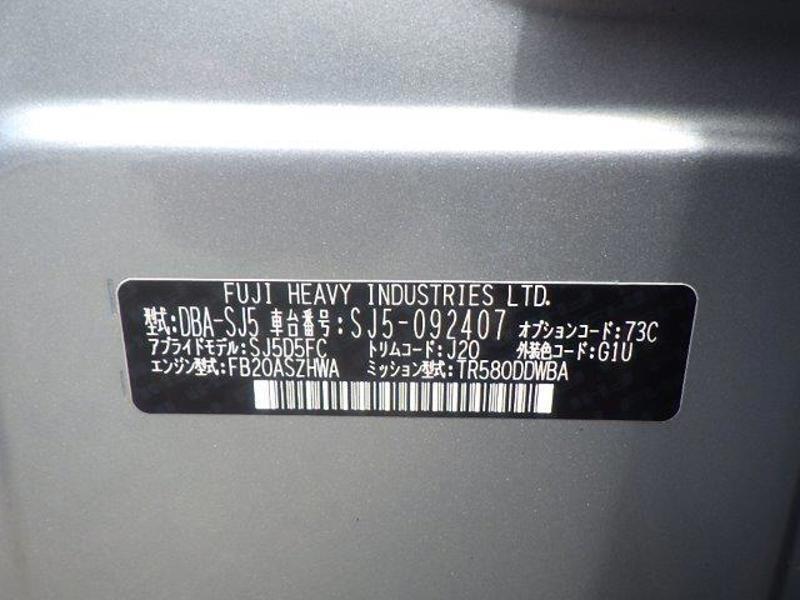 FUJI HEAVY INDUSTRIES LTD.
型式:DBA-SJ5 車台番号:SJ5-092407 オプションコード:73C
アプライドモデル:SJ5D5FC トリムコード:J20 外装色コード:G1U
エンジン型式:FB20ASZHWA ミッション型式:TR580DDWBA